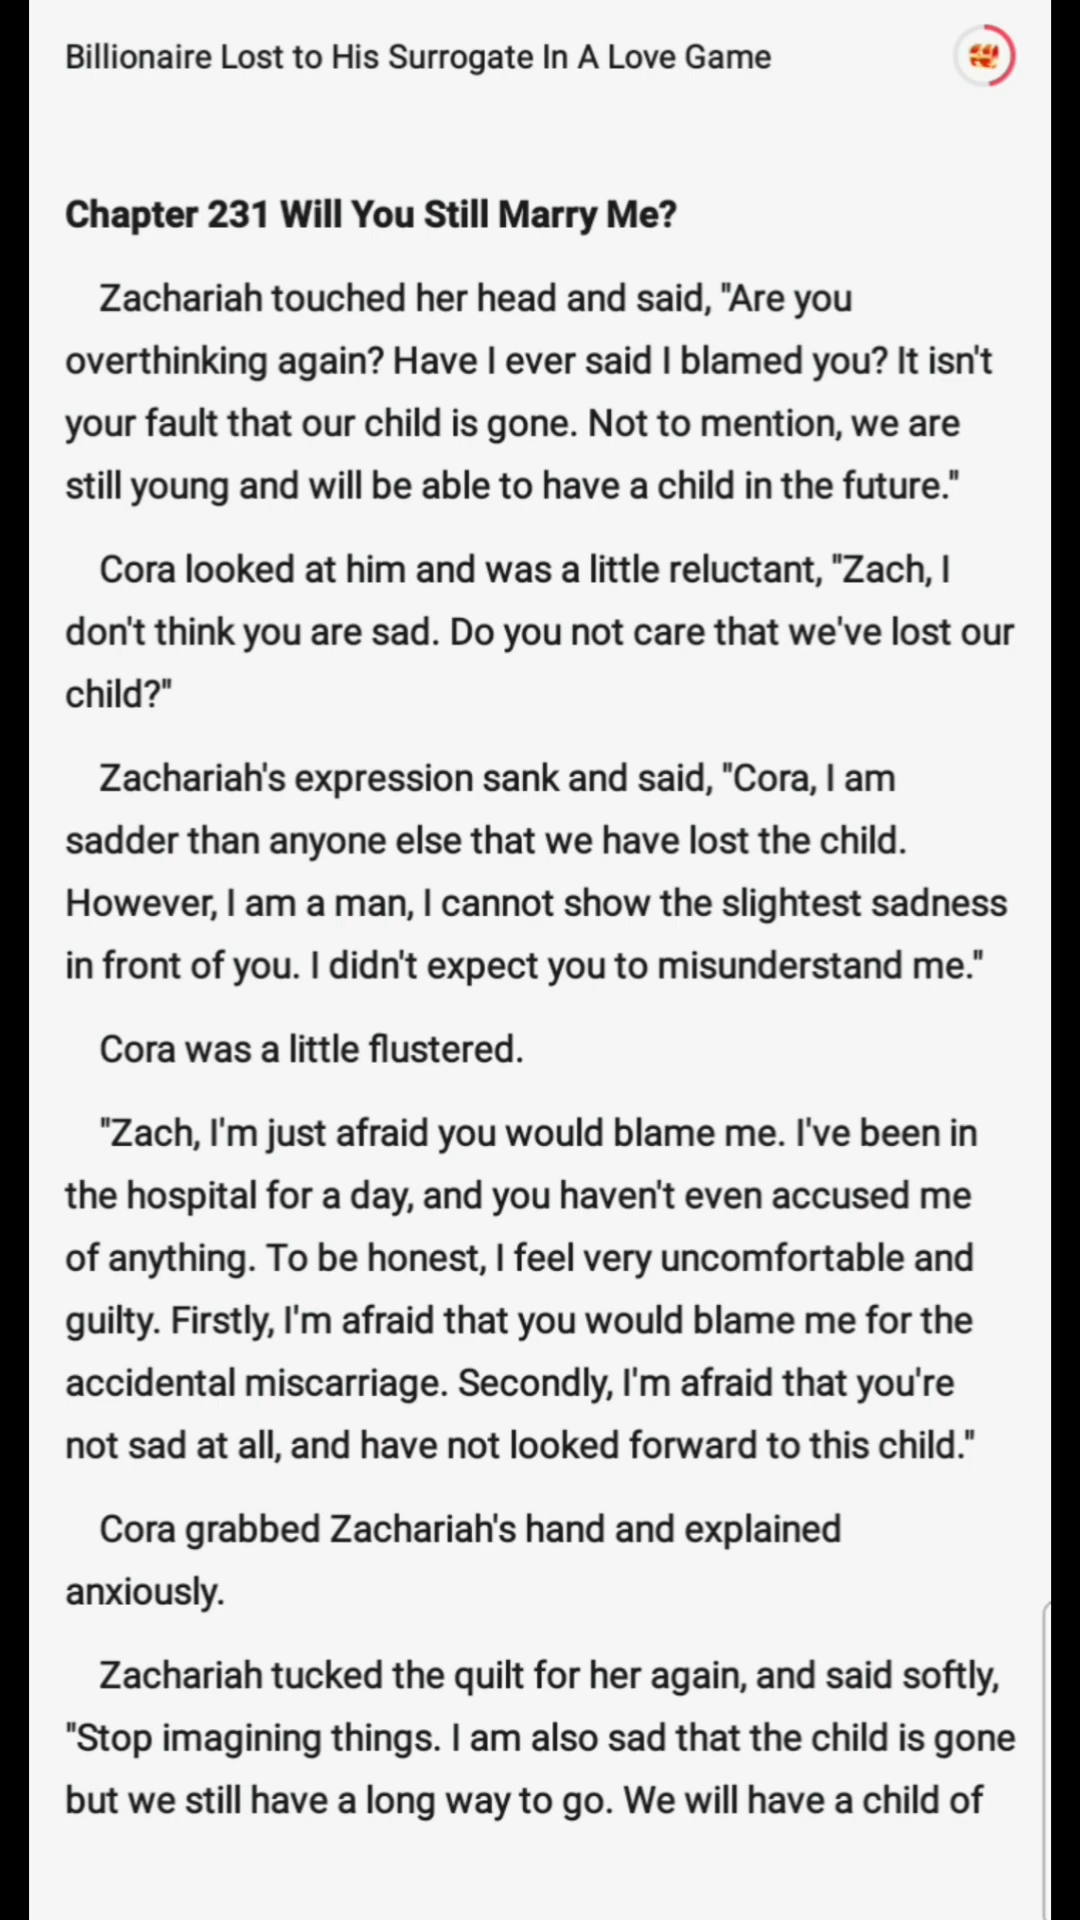 Billionaire Lost to His Surrogate In A Love Game
Chapter 231 Will You Still Marry Me?
Zachariah touched her head and said, "Are you
overthinking again? Have I ever said I blamed you? It isn't
your fault that our child is gone. Not to mention, we are
still young and will be able to have a child in the future."
Cora looked at him and was a little reluctant, "Zach, I
don't think you are sad. Do you not care that we've lost our
child?"
Zachariah's expression sank and said, "Cora, I am
sadder than anyone else that we have lost the child.
However, I am a man, I cannot show the slightest sadness
in front of you. I didn't expect you to misunderstand me."
Cora was a little flustered.
"Zach, I'm just afraid you would blame me. I've been in
the hospital for a day, and you haven't even accused me
of anything. To be honest, I feel very uncomfortable and
guilty. Firstly, I'm afraid that you would blame me for the
accidental miscarriage. Secondly, I'm afraid that you're
not sad at all, and have not looked forward to this child."
Cora grabbed Zachariah's hand and explained
anxiously.
Zachariah tucked the quilt for her again, and said softly,
"Stop imagining things. I am also sad that the child is gone
but we still have a long way to go. We will have a child of